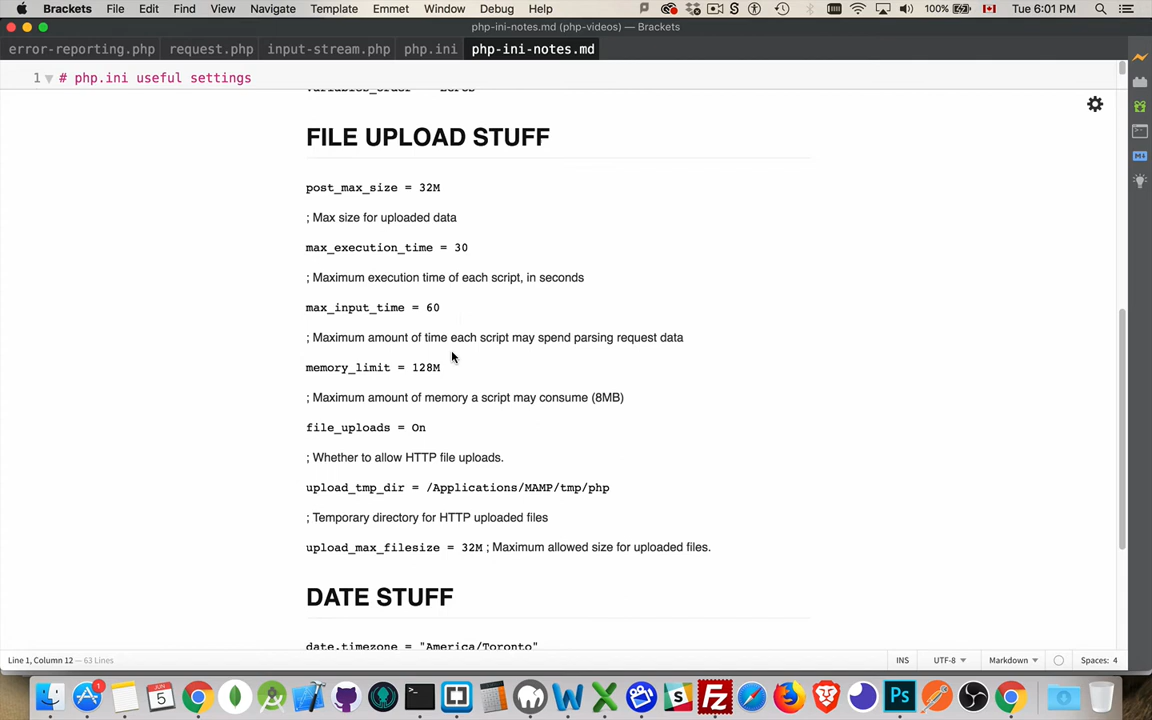 Brackets File Edit View Find Navigate Template Emmet Window Debug Help 100% Tue 6:01 PM
php-ini-notes.md (php-videos) — Brackets
error-reporting.php request.php input-stream.php php.ini php-ini-notes.md
1 # php.ini useful settings
FILE UPLOAD STUFF
post_max_size = 32M
; Max size for uploaded data
max_execution_time = 30
; Maximum execution time of each script, in seconds
max_input_time = 60
; Maximum amount of time each script may spend parsing request data
memory_limit = 128M
; Maximum amount of memory a script may consume (8MB)
file_uploads = On
; Whether to allow HTTP file uploads.
upload_tmp_dir = /Applications/MAMP/tmp/php
; Temporary directory for HTTP uploaded files
upload_max_filesize = 32M ; Maximum allowed size for uploaded files.
DATE STUFF
date.timezone = "America/Toronto"
Line 1, Column 12 — 63 Lines INS UTF-8 Markdown Spaces: 4